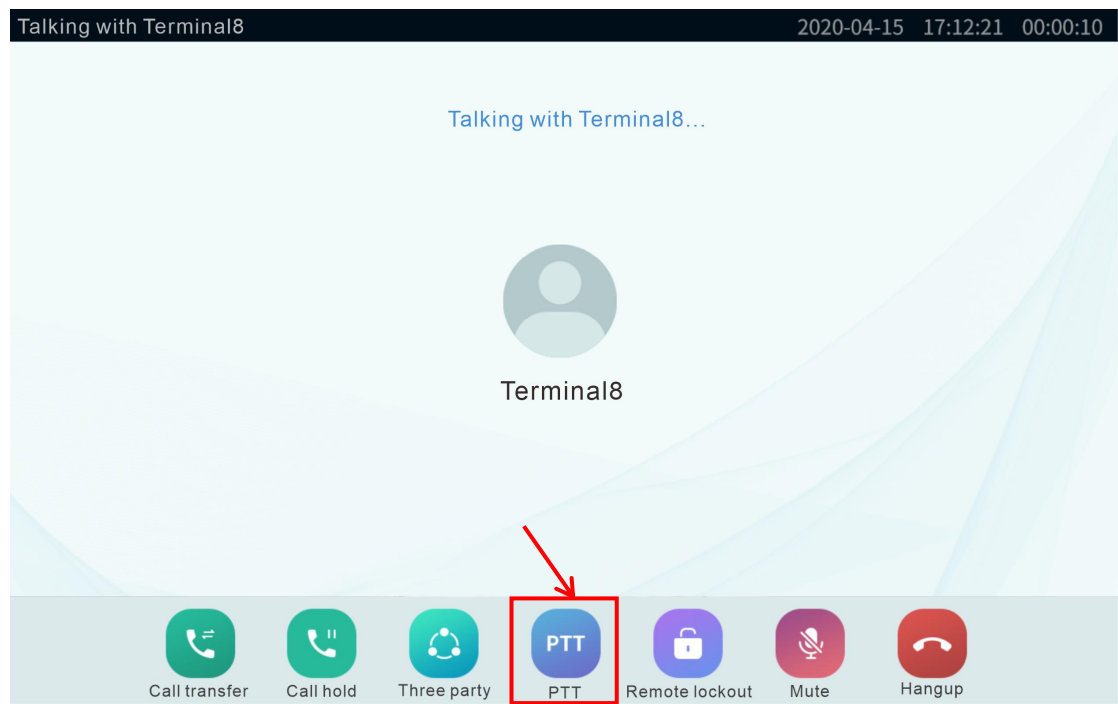 Talking with Terminal8 2020-04-15 17:12:21 00:00:10
Talking with Terminal8...
Terminal8
PTT
Call transfer Call hold Three party PTT Remote lockout Mute Hangup